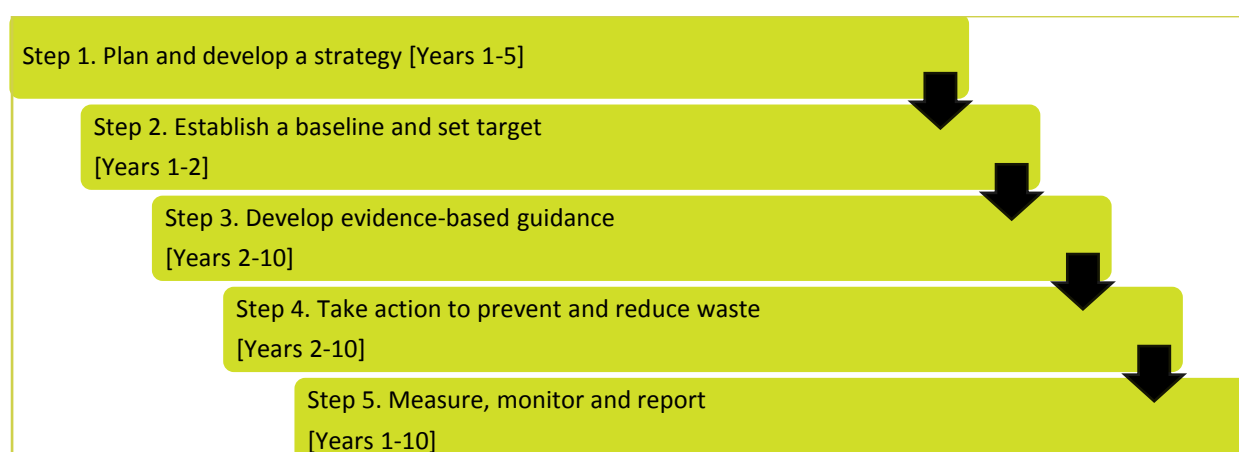 Step 1. Plan and develop a strategy [Years 1-5]
Step 2. Establish a baseline and set target
[Years 1-2]
Step 3. Develop evidence-based guidance
[Years 2-10]
Step 4. Take action to prevent and reduce waste
[Years 2-10]
Step 5. Measure, monitor and report
[Years 1-10]